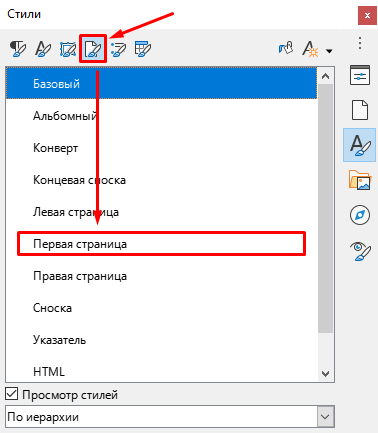 Стили
Базовый
Альбомный
Конверт
Концевая сноска
Левая страница
Первая страница
Правая страница
Сноска
Указатель
HTML
Просмотр стилей
По иерархии